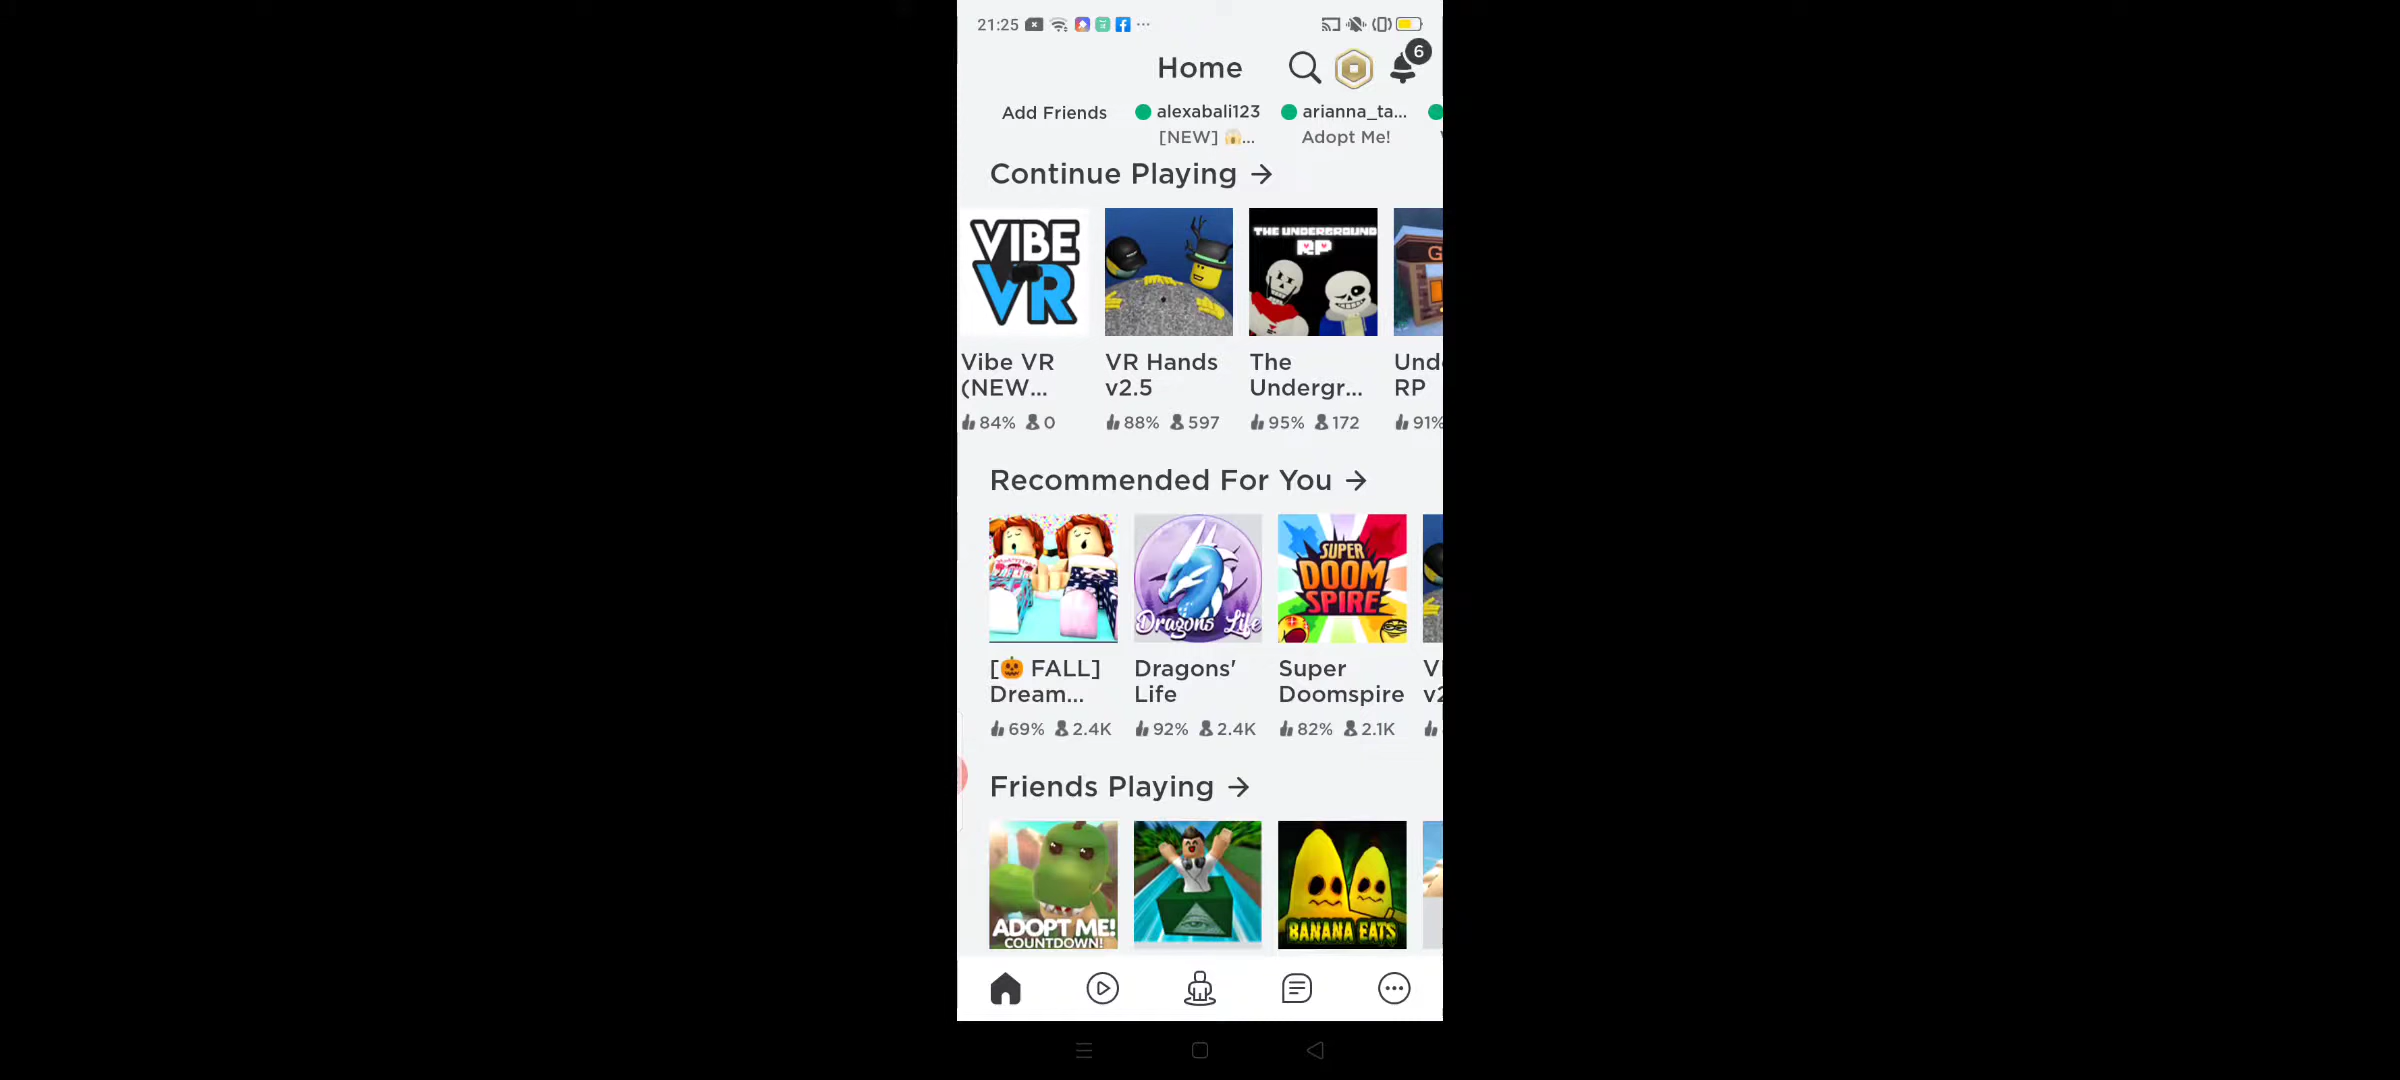 21:25
Home
6
Add Friends
alexabali123
arianna_ta...
[NEW] 😱...
Adopt Me!
Continue Playing →
VIBE
VR
THE UNDERGROUND
RP
G
Vibe VR
(NEW...
VR Hands
v2.5
The
Undergr...
Und
RP
84% 0
88% 597
95% 172
91%
Recommended For You →
Dragons' Life
SUPER
DOOM
SPIRE
[🎃 FALL]
Dream...
Dragons'
Life
Super
Doomspire
V
v2
69% 2.4K
92% 2.4K
82% 2.1K
Friends Playing →
ADOPT ME!
COUNTDOWN!
BANANA EATS